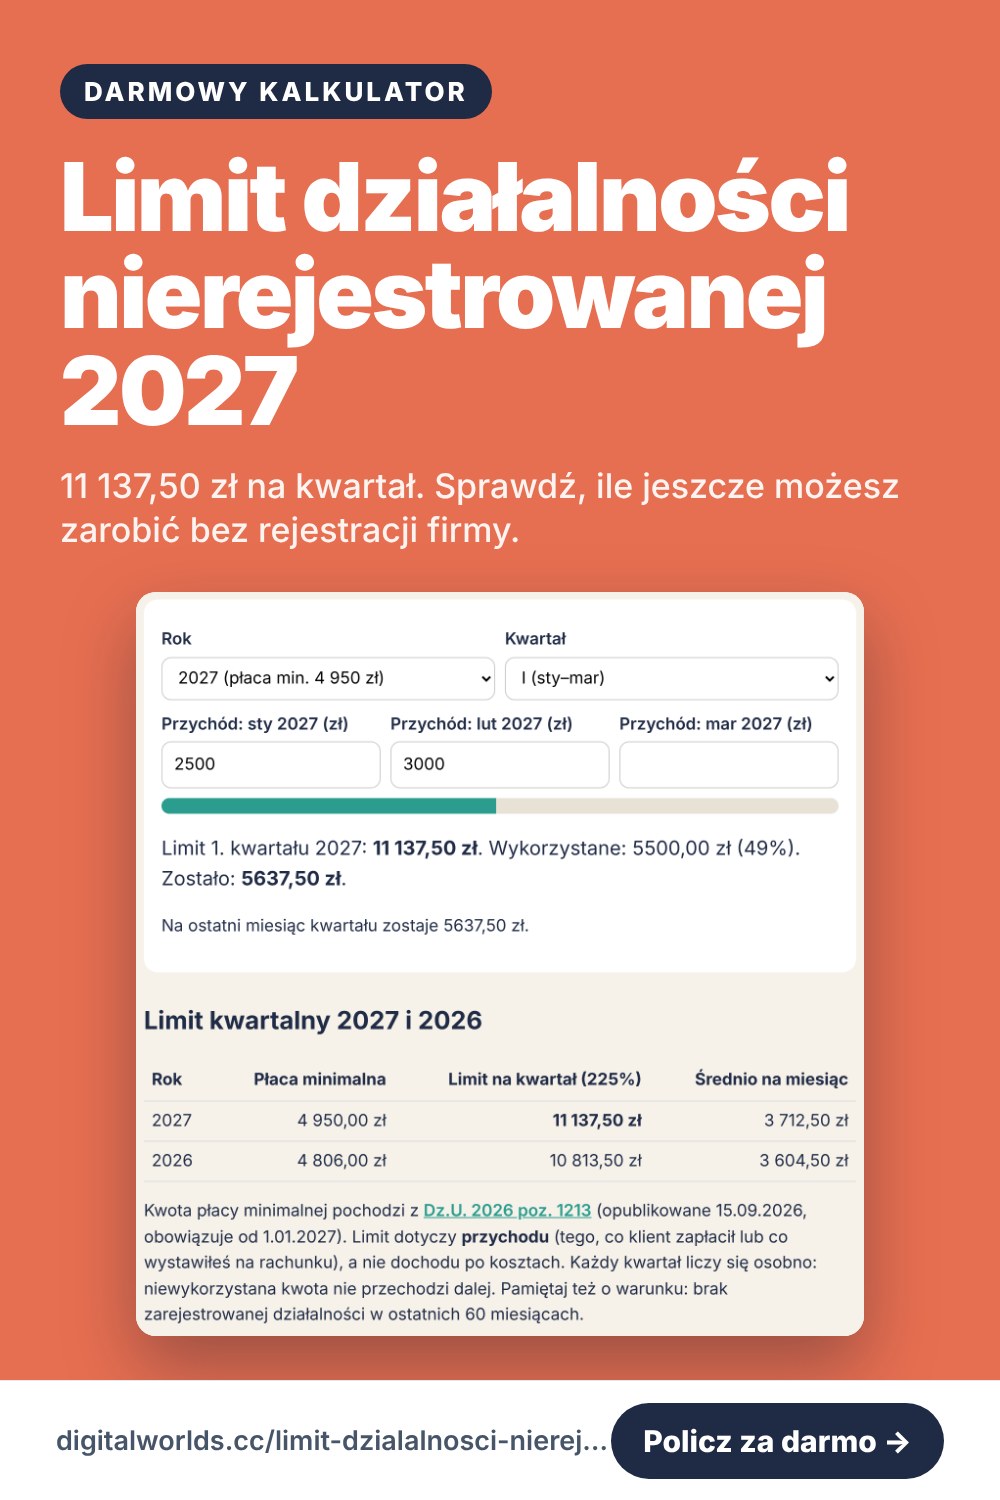 DARMOWY KALKULATOR
Limit działalności
nierejestrowanej
2027
11 137,50 zł na kwartał. Sprawdź, ile jeszcze możesz
zarobić bez rejestracji firmy.
Rok Kwartał
2027 (płaca min. 4 950 zł) I (sty–mar)
Przychód: sty 2027 (zł) Przychód: lut 2027 (zł) Przychód: mar 2027 (zł)
2500 3000
Limit 1. kwartału 2027: 11 137,50 zł. Wykorzystane: 5500,00 zł (49%).
Zostało: 5637,50 zł.
Na ostatni miesiąc kwartału zostaje 5637,50 zł.
Limit kwartalny 2027 i 2026
Rok Płaca minimalna Limit na kwartał (225%) Średnio na miesiąc
2027 4 950,00 zł 11 137,50 zł 3 712,50 zł
2026 4 806,00 zł 10 813,50 zł 3 604,50 zł
Kwota płacy minimalnej pochodzi z Dz.U. 2026 poz. 1213 (opublikowane 15.09.2026,
obowiązuje od 1.01.2027). Limit dotyczy przychodu (tego, co klient zapłacił lub co
wystawiłeś na rachunku), a nie dochodu po kosztach. Każdy kwartał liczy się osobno:
niewykorzystana kwota nie przechodzi dalej. Pamiętaj też o warunku: brak
zarejestrowanej działalności w ostatnich 60 miesiącach.
digitalworlds.cc/limit-dzialalnosci-nierej... Policz za darmo →